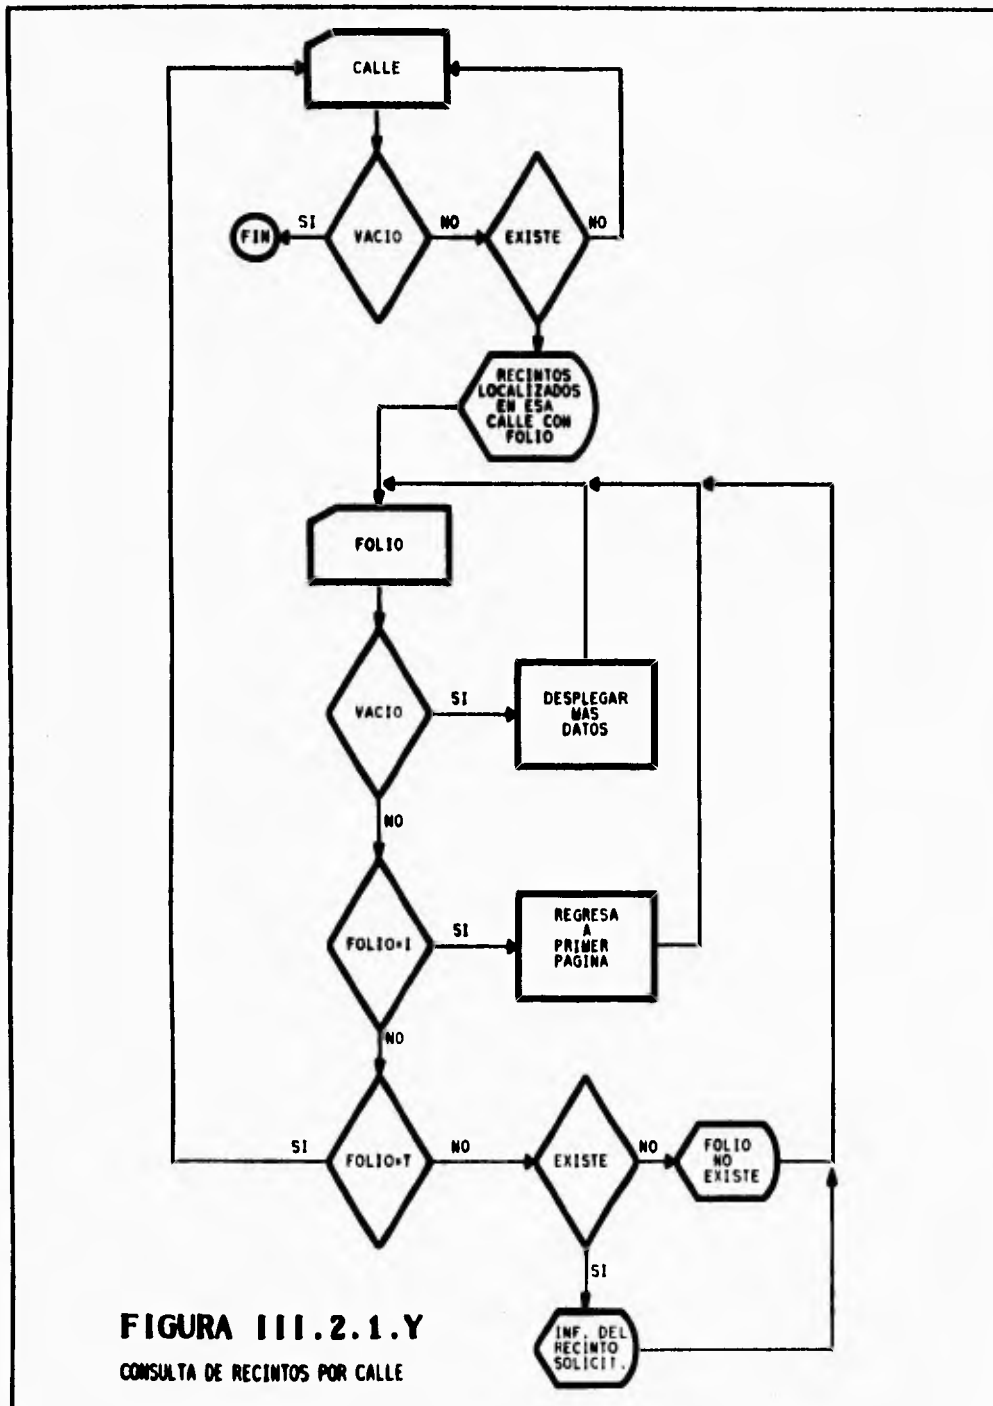 CALLE
SI
NO
NO
FIN
VACIO
EXISTE
RECINTOS
LOCALIZADOS
EN ESA
CALLE CON
FOLIO
FOLIO
VACIO
SI
DESPLEGAR
MAS
DATOS
NO
FOLIO=I
SI
REGRESA
A
PRIMER
PAGINA
NO
SI
FOLIO=T
NO
EXISTE
NO
FOLIO
NO
EXISTE
SI
INF. DEL
RECINTO
SOLICIT.
FIGURA III.2.1.Y
CONSULTA DE RECINTOS POR CALLE